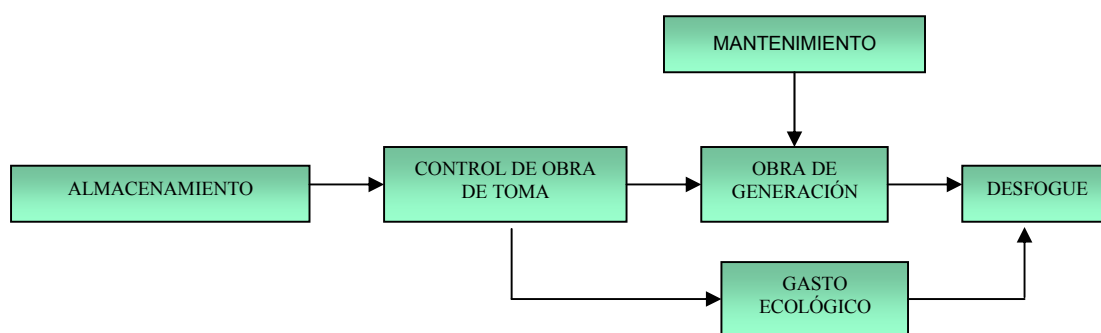 MANTENIMIENTO
ALMACENAMIENTO
CONTROL DE OBRA
DE TOMA
OBRA DE
GENERACIÓN
DESFOGUE
GASTO
ECOLÓGICO